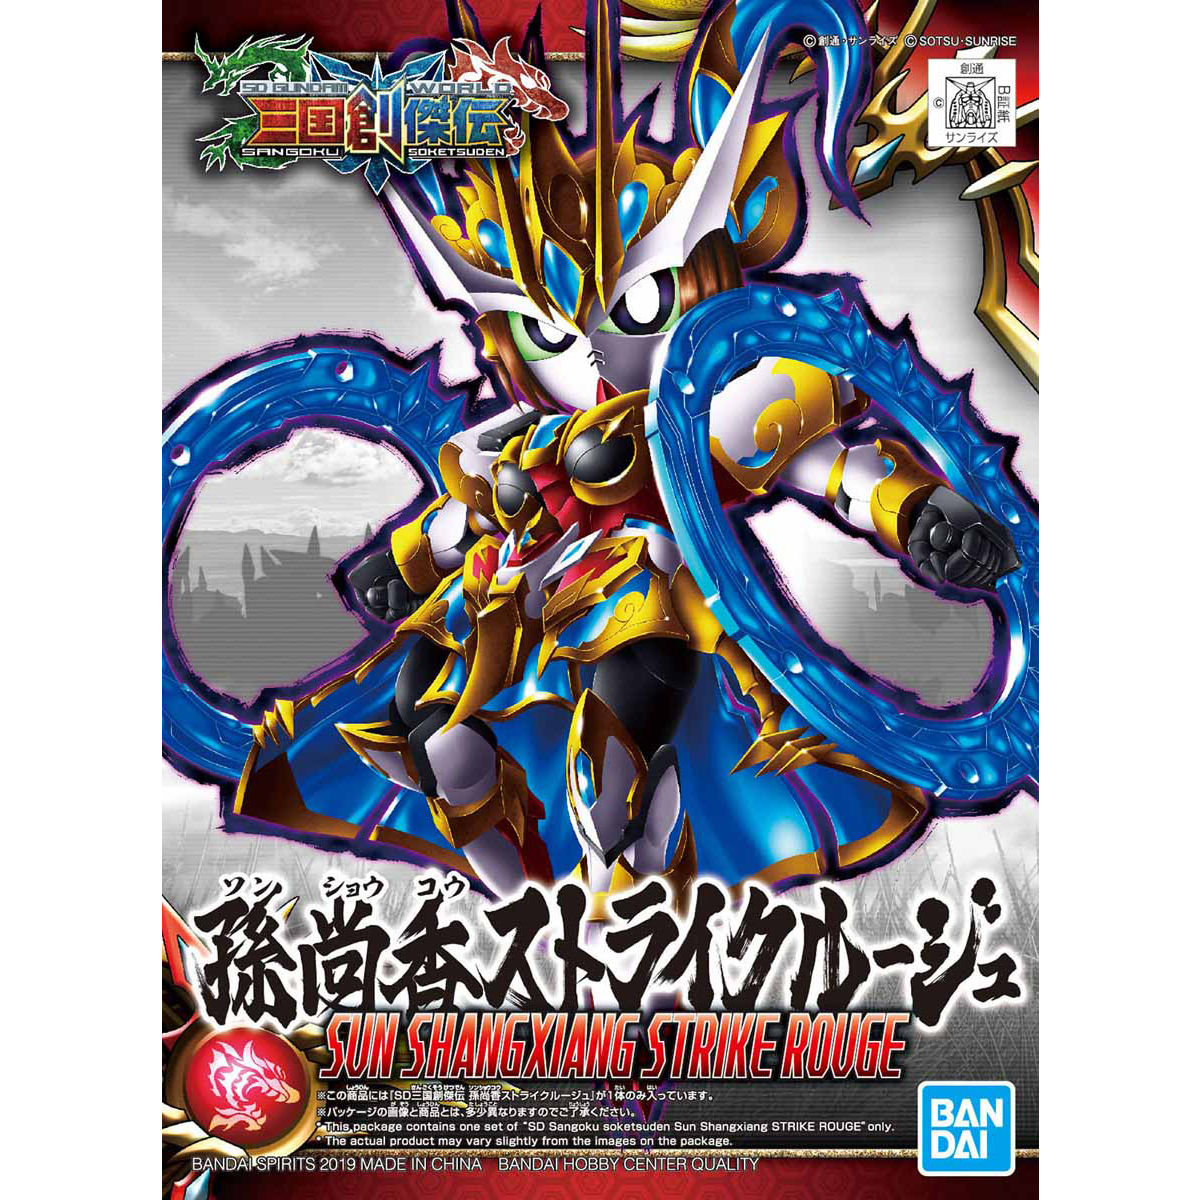 ©創通・サンライズ ©SOTSU・SUNRISE
創通
©
サンライズ
B証紙
SD GUNDAM WORLD
三国創傑伝
SANGOKU SOKETSUDEN
ソン ショウ コウ
孫尚香ストライクルージュ
SUN SHANGXIANG STRIKE ROUGE
※この商品には「SD三国創傑伝 孫尚香ストライクルージュ」が1体のみ入っています。
※パッケージの画像と商品とは、多少異なりますのでご了承ください。
* This package contains one set of "SD Sangoku soketsuden Sun Shangxiang STRIKE ROUGE" only.
* The actual product may vary slightly from the images on the package.
BANDAI SPIRITS 2019 MADE IN CHINA BANDAI HOBBY CENTER QUALITY
BAN
DAI